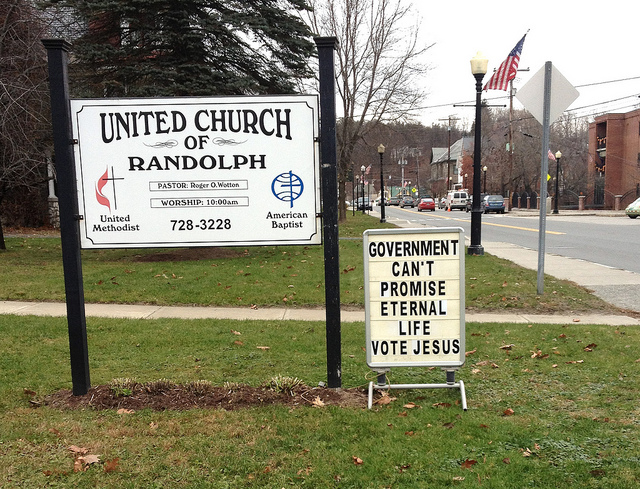 UNITED CHURCH
OF
RANDOLPH
PASTOR: Roger O. Wotton
WORSHIP: 10:00am
United
Methodist
728-3228
American
Baptist
GOVERNMENT
CAN'T
PROMISE
ETERNAL
LIFE
VOTE JESUS